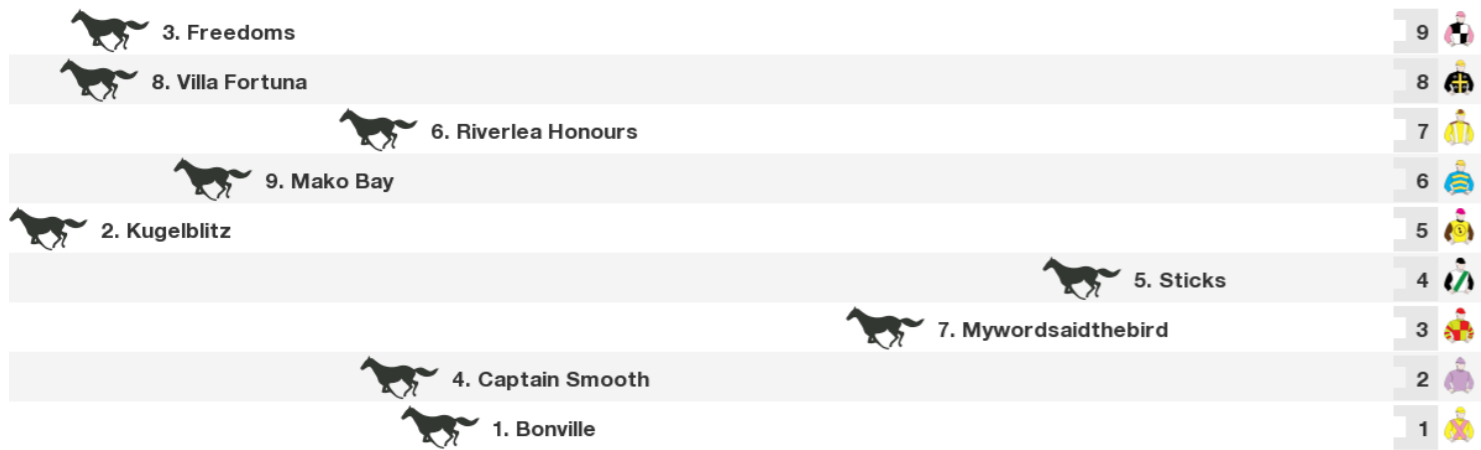 3. Freedoms 9
8. Villa Fortuna 8
6. Riverlea Honours 7
9. Mako Bay 6
2. Kugelblitz 5
5. Sticks 4
7. Mywordsaidthebird 3
4. Captain Smooth 2
1. Bonville 1